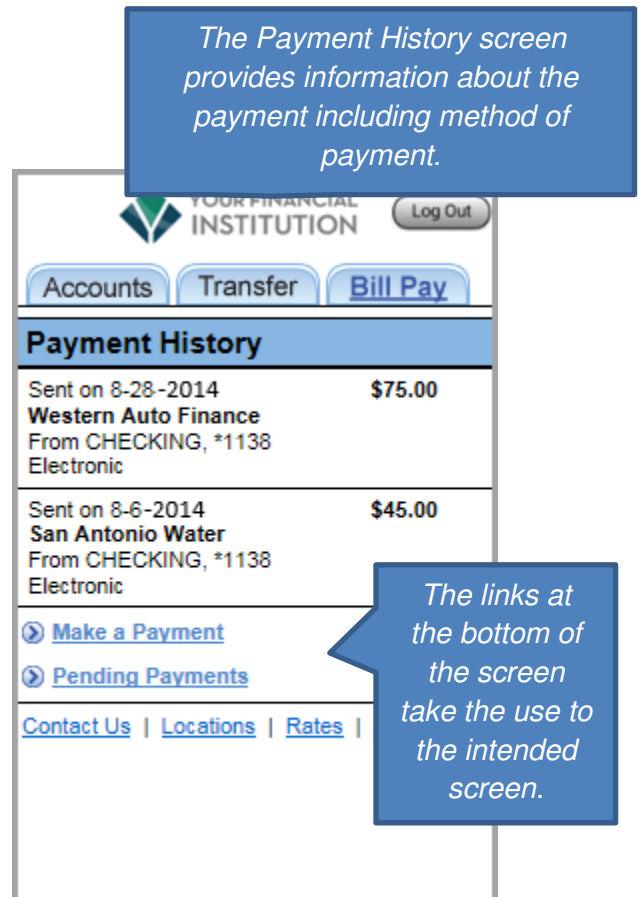 The Payment History screen
provides information about the
payment including method of
payment.
YOUR FINANCIAL
INSTITUTION
Log Out
Accounts Transfer Bill Pay
Payment History
Sent on 8-28-2014 $75.00
Western Auto Finance
From CHECKING, *1138
Electronic
Sent on 8-6-2014 $45.00
San Antonio Water
From CHECKING, *1138
Electronic
Make a Payment
Pending Payments
Contact Us | Locations | Rates |
The links at
the bottom of
the screen
take the use to
the intended
screen.